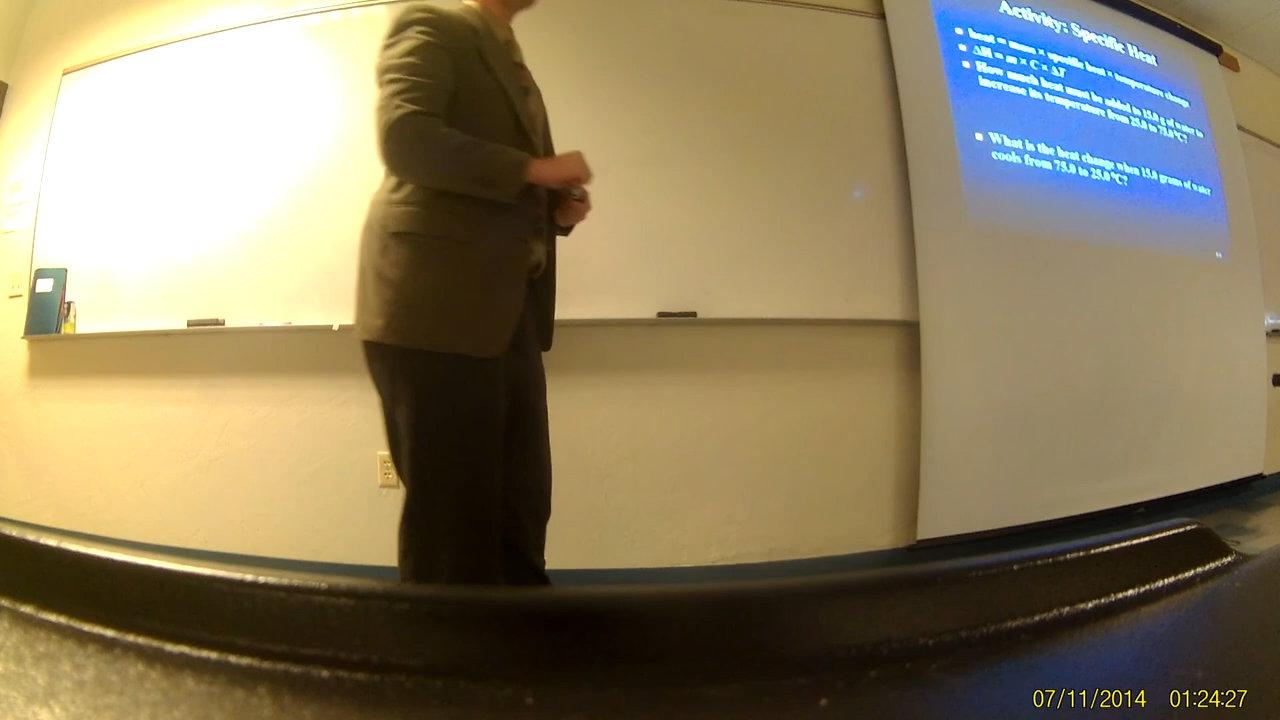 Activity: Specific Heat
heat = mass × specific heat × temperature change
ΔH = m × C × ΔT
How much heat must be added to 15.0 g of water to
increase its temperature from 25.0 to 75.0 °C?
What is the heat change when 15.0 grams of water
cools from 75.0 to 25.0 °C?
07/11/2014 01:24:27